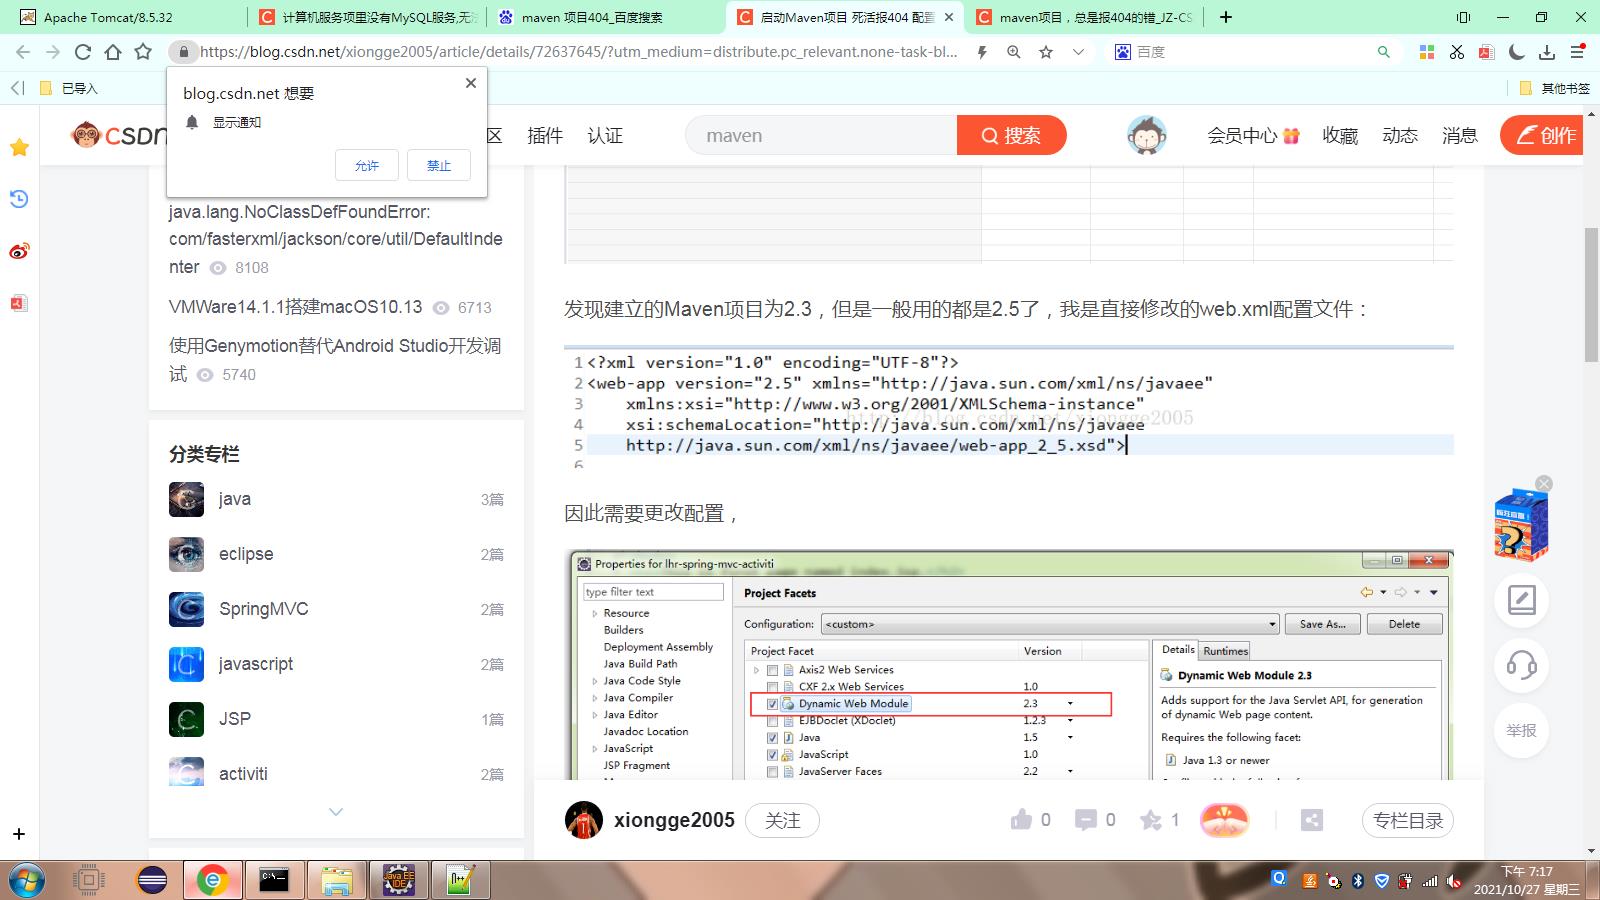 Apache Tomcat/8.5.32
计算机服务项里没有MySQL服务,无法
maven 项目404_百度搜索
启动Maven项目 死活报404 配置
maven项目，总是报404的错_JZ-CS
https://blog.csdn.net/xiongge2005/article/details/72637645/?utm_medium=distribute.pc_relevant.none-task-bl...
百度
已导入
其他书签
blog.csdn.net 想要
显示通知
允许
禁止
CSDN
区
插件
认证
maven
搜索
会员中心
收藏
动态
消息
创作
java.lang.NoClassDefFoundError:
com/fasterxml/jackson/core/util/DefaultInde
nter 8108
VMWare14.1.1搭建macOS10.13 6713
使用Genymotion替代Android Studio开发调
试 5740
分类专栏
java 3篇
eclipse 2篇
SpringMVC 2篇
javascript 2篇
JSP 1篇
activiti 2篇
发现建立的Maven项目为2.3，但是一般用的都是2.5了，我是直接修改的web.xml配置文件：
1 <?xml version="1.0" encoding="UTF-8"?>
2 <web-app version="2.5" xmlns="http://java.sun.com/xml/ns/javaee"
3 xmlns:xsi="http://www.w3.org/2001/XMLSchema-instance"
http://blog.csdn.net/xiongge2005
4 xsi:schemaLocation="http://java.sun.com/xml/ns/javaee
5 http://java.sun.com/xml/ns/javaee/web-app_2_5.xsd">
6
因此需要更改配置，
Properties for lhr-spring-mvc-activiti
type filter text
Resource
Builders
Deployment Assembly
Java Build Path
Java Code Style
Java Compiler
Java Editor
Javadoc Location
JavaScript
JSP Fragment
Project Facets
Configuration: <custom>
Save As...
Delete
Project Facet Version
Axis2 Web Services
CXF 2.x Web Services 1.0
Dynamic Web Module 2.3
EJBDoclet (XDoclet) 1.2.3
Java 1.5
JavaScript 1.0
JavaServer Faces 2.2
Details Runtimes
Dynamic Web Module 2.3
Adds support for the Java Servlet API, for generation
of dynamic Web page content.
Requires the following facet:
Java 1.3 or newer
举报
xiongge2005
关注
0
0
1
专栏目录
Java EE
IDE
下午 7:17
2021/10/27 星期三